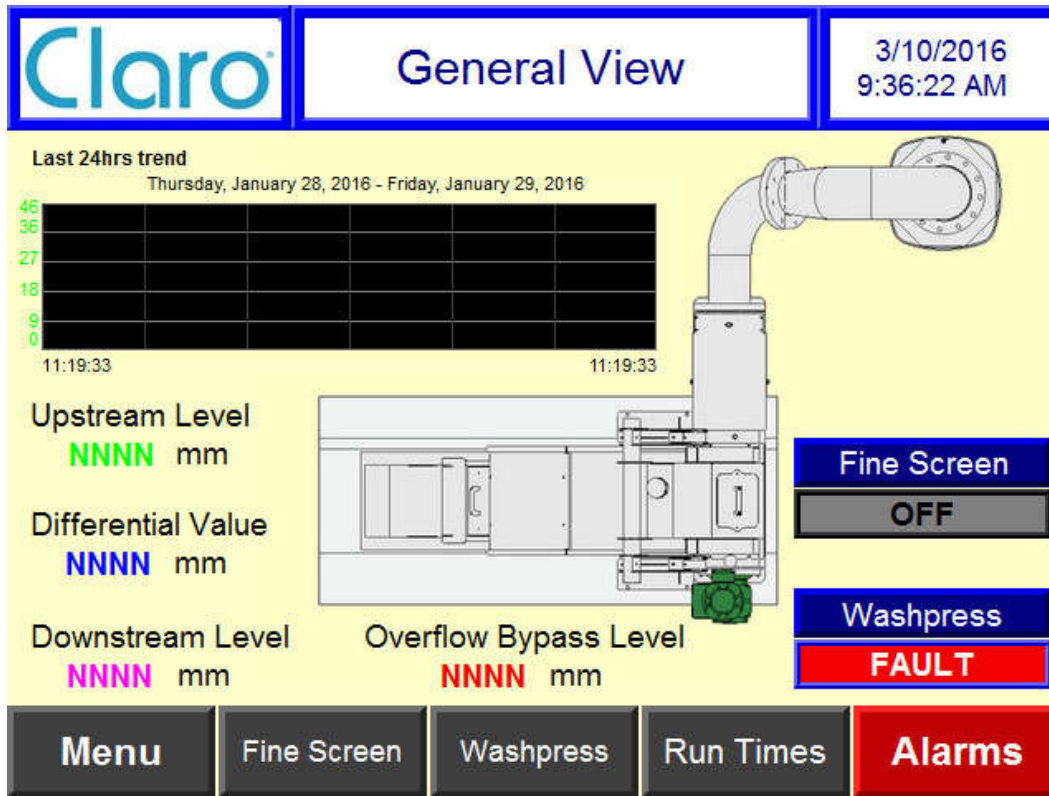 Claro
General View
3/10/2016
9:36:22 AM
Last 24hrs trend
Thursday, January 28, 2016 - Friday, January 29, 2016
46
36
27
18
9
0
11:19:33
11:19:33
Upstream Level
NNNN mm
Differential Value
NNNN mm
Downstream Level
NNNN mm
Overflow Bypass Level
NNNN mm
Fine Screen
OFF
Washpress
FAULT
Menu
Fine Screen
Washpress
Run Times
Alarms